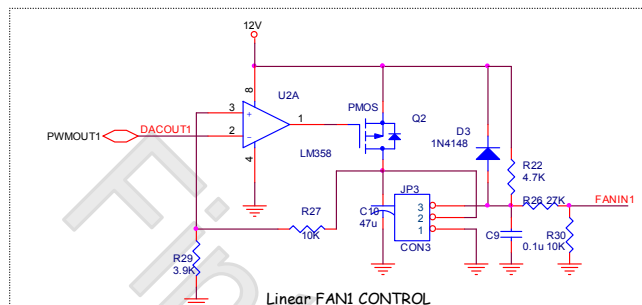 12V
8
U2A
3
+
1
PWMOUT1
DACOUT1
2
-
4
LM358
PMOS
Q2
D3
1N4148
R22
4.7K
R26 27K
FANIN1
JP3
3
2
1
CON3
C10
47u
R27
10K
C9
0.1u
R30
10K
R29
3.9K
Linear FAN1 CONTROL
Fin